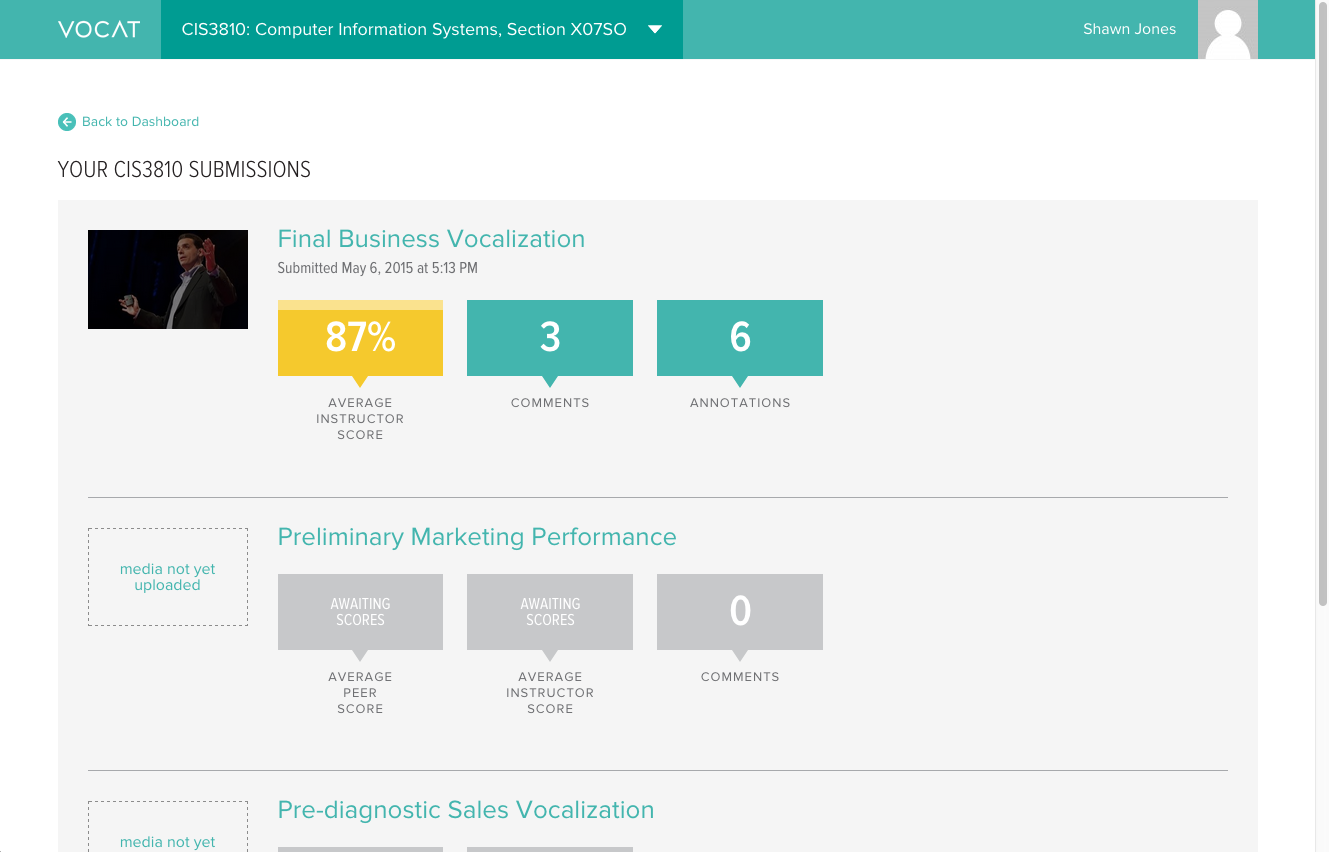 VOCAT
CIS3810: Computer Information Systems, Section X07SO
Shawn Jones
Back to Dashboard
YOUR CIS3810 SUBMISSIONS
Final Business Vocalization
Submitted May 6, 2015 at 5:13 PM
87%
AVERAGE
INSTRUCTOR
SCORE
3
COMMENTS
6
ANNOTATIONS
Preliminary Marketing Performance
media not yet
uploaded
AWAITING
SCORES
AVERAGE
PEER
SCORE
AWAITING
SCORES
AVERAGE
INSTRUCTOR
SCORE
0
COMMENTS
Pre-diagnostic Sales Vocalization
media not yet